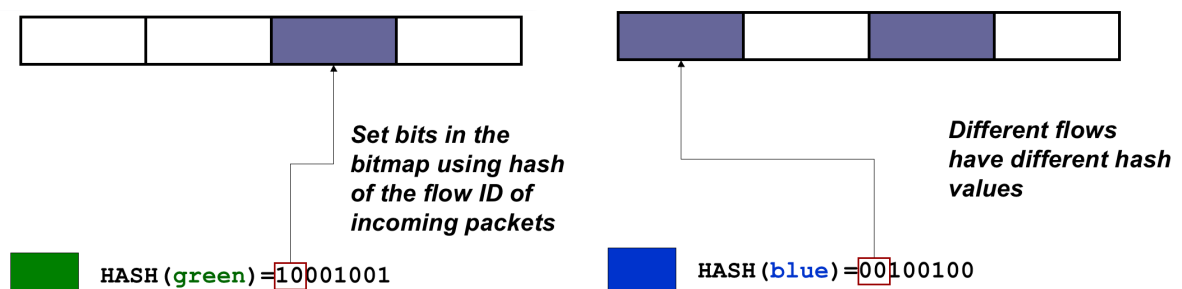 Set bits in the
bitmap using hash
of the flow ID of
incoming packets
HASH(green)=10001001
Different flows
have different hash
values
HASH(blue)=00100100